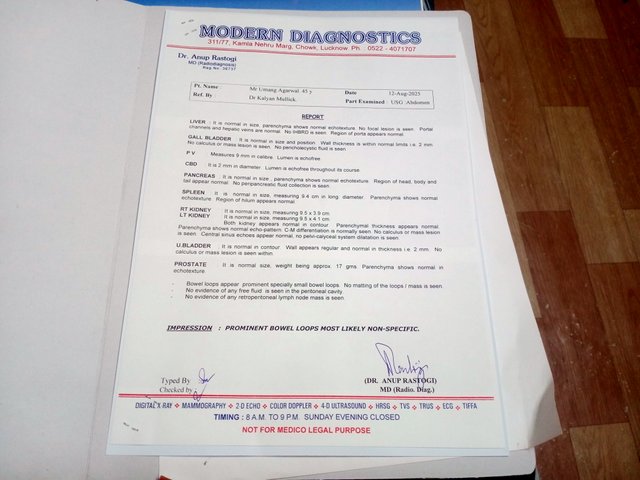 MODERN DIAGNOSTICS
311/77, Kamla Nehru Marg, Chowk, Lucknow Ph. : 0522 - 4071707
Dr. Anup Rastogi
MD (Radiodiagnosis)
Reg No-36757
Pt. Name Mr Umang Agarwal 45 y Date 12-Aug-2025
Ref. By Dr Kalyan Mullick. Part Examined USG Abdomen
REPORT
LIVER : It is normal in size, parenchyma shows normal echotexture. No focal lesion is seen. Portal
channels and hepatic veins are normal. No IHBRD is seen. Region of porta appears normal.
GALL BLADDER It is normal in size and position. Wall thickness is within normal limits i.e. 2 mm
No calculus or mass lesion is seen. No pericholecystic fluid is seen.
P V Measures 9 mm in calibre. Lumen is echofree.
CBD It is 2 mm in diameter. Lumen is echofree throughout its course.
PANCREAS It is normal in size, parenchyma shows normal echotexture. Region of head, body and
tail appear normal. No peripancreatic fluid collection is seen.
SPLEEN It is normal in size, measuring 9.4 cm in long diameter. Parenchyma shows normal
echotexture. Region of hilum appears normal.
RT KIDNEY It is normal in size, measuring 9.5 x 3.9 cm
LT KIDNEY It is normal in size, measuring 9.5 x 4.1 cm
Both kidney appears normal in contour. Parenchymal thickness appears normal.
Parenchyma shows normal echo-pattern. C-M differentiation is normally seen. No calculus or mass lesion
is seen. Central sinus echoes appear normal, no pelvi-calyceal system dilatation is seen.
U.BLADDER It is normal in contour. Wall appears regular and normal in thickness i.e. 2 mm. No
calculus or mass lesion is seen within.
PROSTATE It is normal size, weight being approx. 17 gms. Parenchyma shows normal in
echotexture.
- Bowel loops appear prominent specially small bowel loops. No matting of the loops / mass is seen.
- No evidence of any free fluid is seen in the peritoneal cavity.
- No evidence of any retroperitoneal lymph node mass is seen.
IMPRESSION : PROMINENT BOWEL LOOPS MOST LIKELY NON-SPECIFIC.
Typed By
Checked by
(DR. ANUP RASTOGI)
MD (Radio. Diag.)
DIGITAL X-RAY ❖ MAMMOGRAPHY ❖ 2-D ECHO ❖ COLOR DOPPLER ❖ 4-D ULTRASOUND ❖ HRSG ❖ TVS ❖ TRUS ❖ ECG ❖ TIFFA
TIMING : 8 A.M. TO 9 P.M. SUNDAY EVENING CLOSED
NOT FOR MEDICO LEGAL PURPOSE